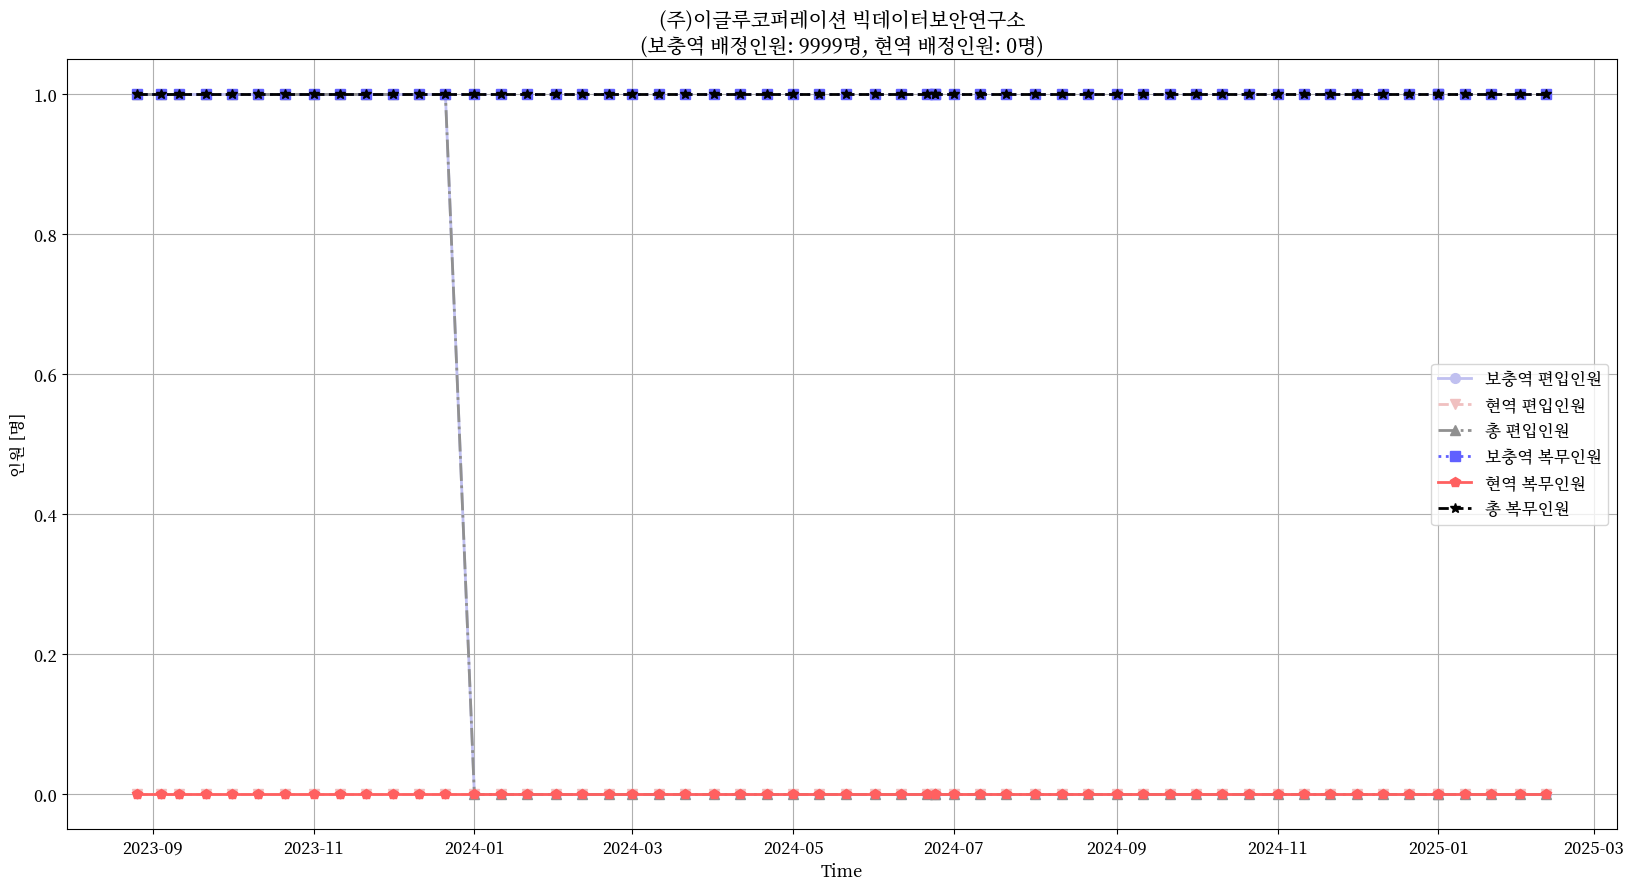 (주)이글루코퍼레이션 빅데이터보안연구소
(보충역 배정인원: 9999명, 현역 배정인원: 0명)
1.0
0.8
0.6
0.4
0.2
0.0
인원 [명]
보충역 편입인원
현역 편입인원
총 편입인원
보충역 복무인원
현역 복무인원
총 복무인원
2023-09
2023-11
2024-01
2024-03
2024-05
2024-07
2024-09
2024-11
2025-01
2025-03
Time